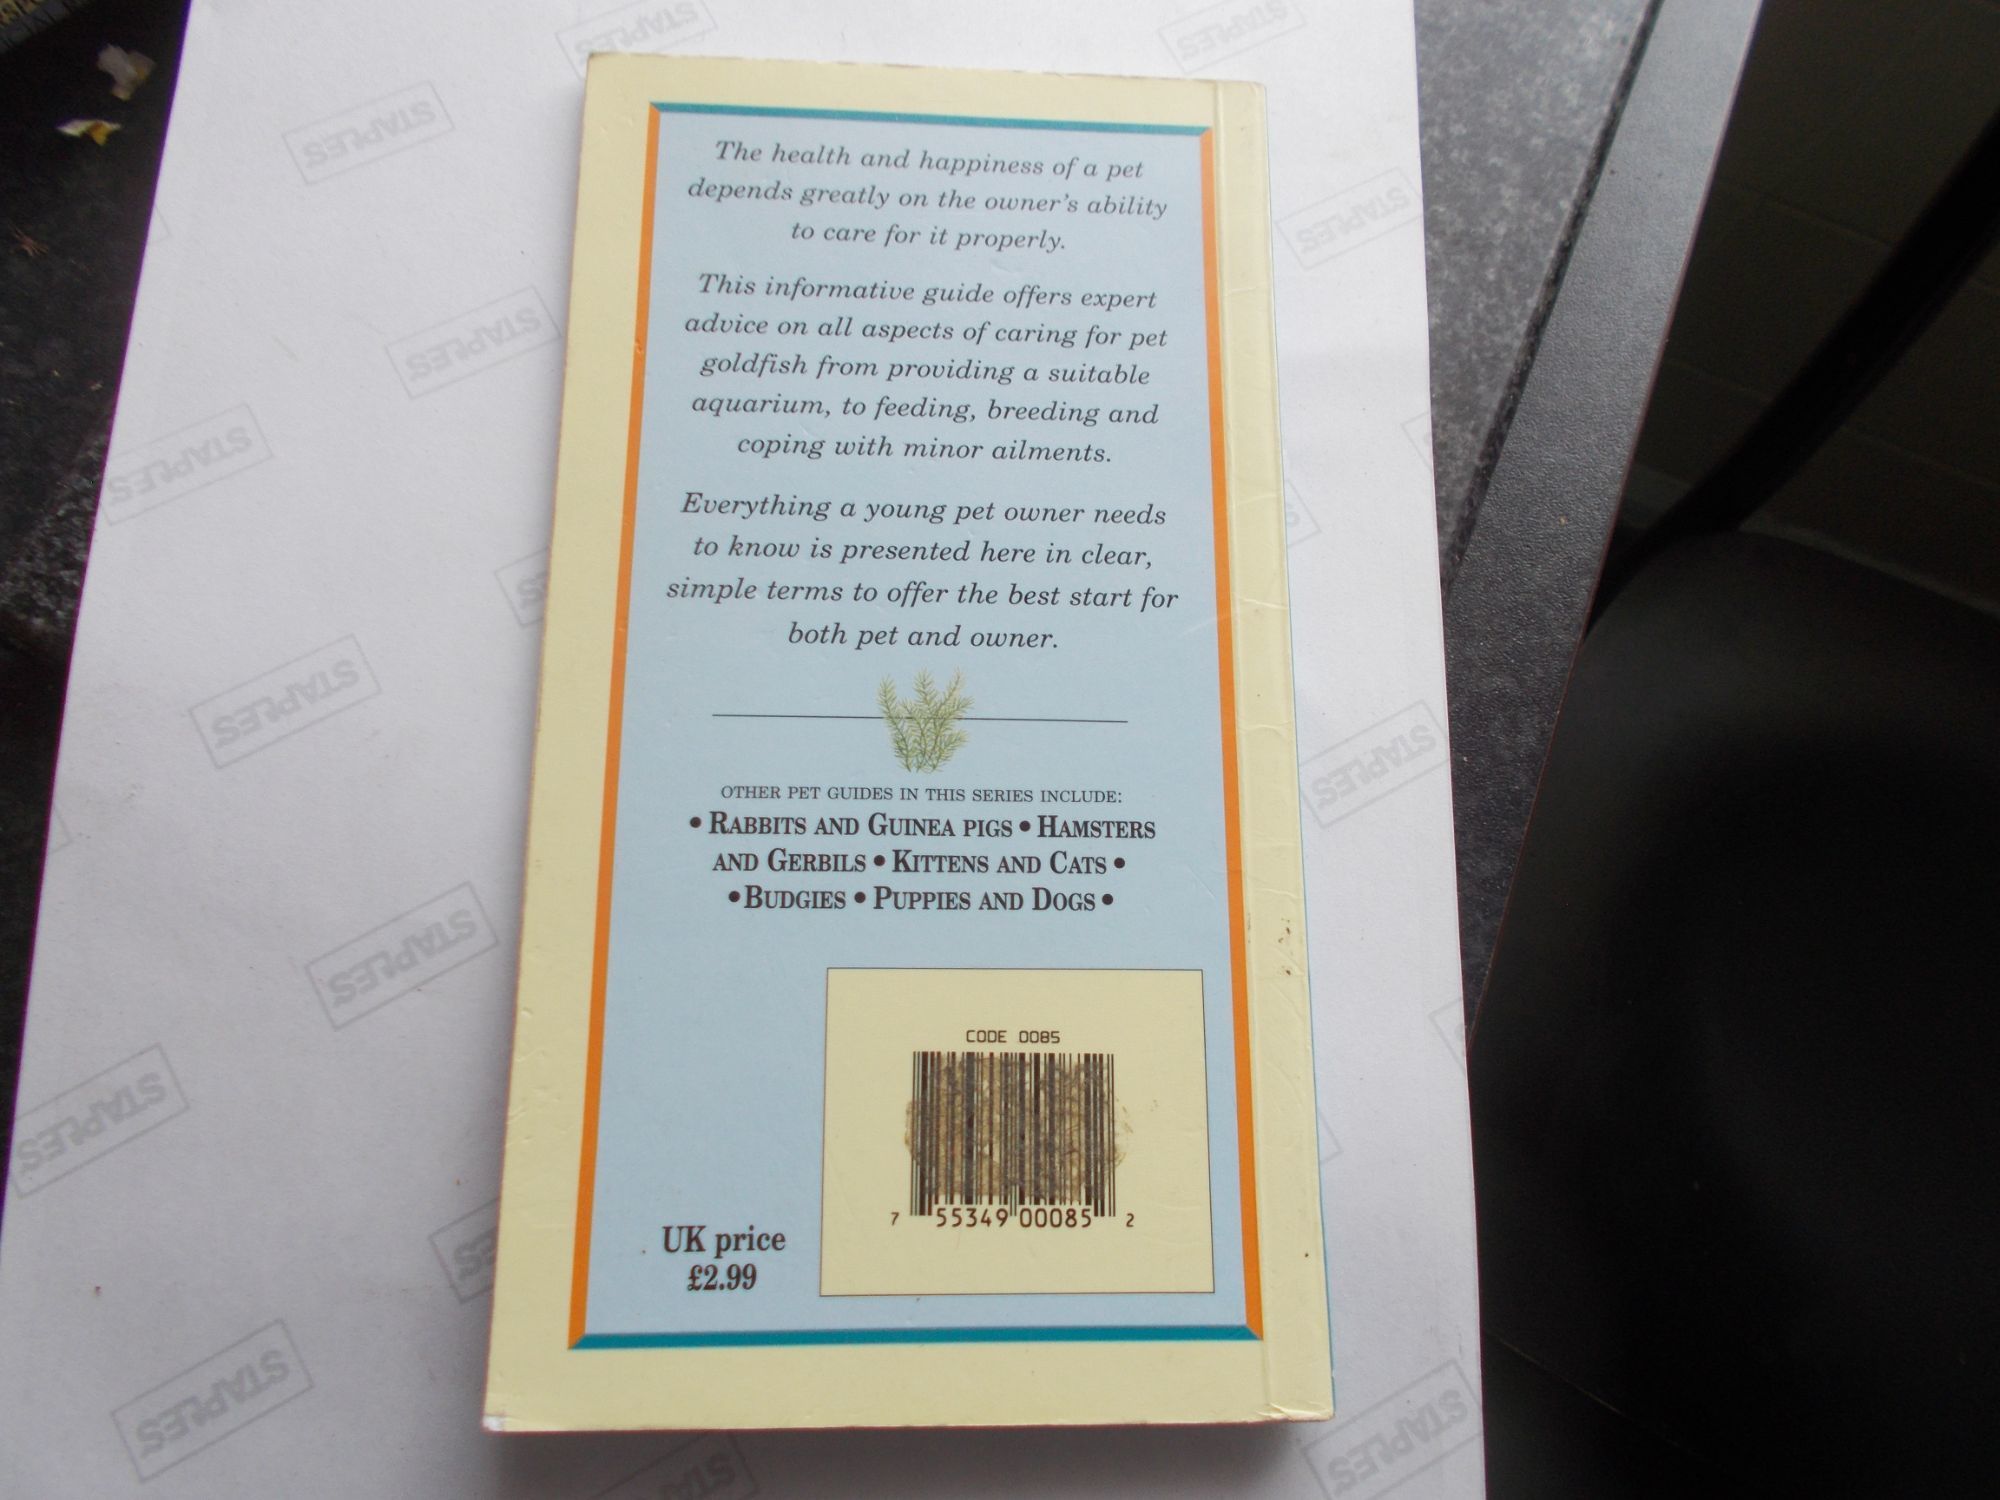 The health and happiness of a pet
depends greatly on the owner's ability
to care for it properly.
This informative guide offers expert
advice on all aspects of caring for pet
goldfish from providing a suitable
aquarium, to feeding, breeding and
coping with minor ailments.
Everything a young pet owner needs
to know is presented here in clear,
simple terms to offer the best start for
both pet and owner.
OTHER PET GUIDES IN THIS SERIES INCLUDE:
• RABBITS AND GUINEA PIGS • HAMSTERS
AND GERBILS • KITTENS AND CATS •
• BUDGIES • PUPPIES AND DOGS •
CODE 0085
7 55349 00085 2
UK price
£2.99
STAPLES
STAPLES
STAPLES
STAPLES
STAPLES
STAPLES
STAPLES
STAPLES
STAPLES
STAPLES
STAPLES
STAPLES
STAPLES